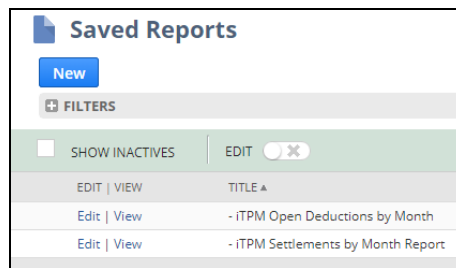 Saved Reports
New
FILTERS
SHOW INACTIVES EDIT
EDIT | VIEW TITLE ▲
Edit | View - iTPM Open Deductions by Month
Edit | View - iTPM Settlements by Month Report